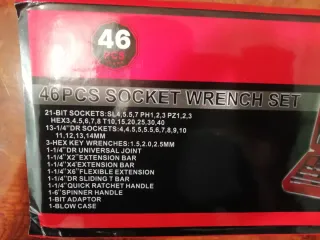 46
PCS
46PCS SOCKET WRENCH SET
21-BIT SOCKETS:SL4,5.5,7 PH1,2,3 PZ1,2,3
HEX3,4,5,6,7,8 T10,15,20,25,30,40
13-1/4"DR SOCKETS:4,4.5,5,5.5,6,7,8,9,10
11,12,13,14MM
3-HEX KEY WRENCHES:1.5,2.0,2.5MM
1-1/4"DR UNIVERSAL JOINT
1-1/4"X2"EXTENSION BAR
1-1/4"X4"EXTENSION BAR
1-1/4"X6"FLEXIBLE EXTENSION
1-1/4"DR SLIDING T BAR
1-1/4"QUICK RATCHET HANDLE
1-6"SPINNER HANDLE
1-BIT ADAPTOR
1-BLOW CASE